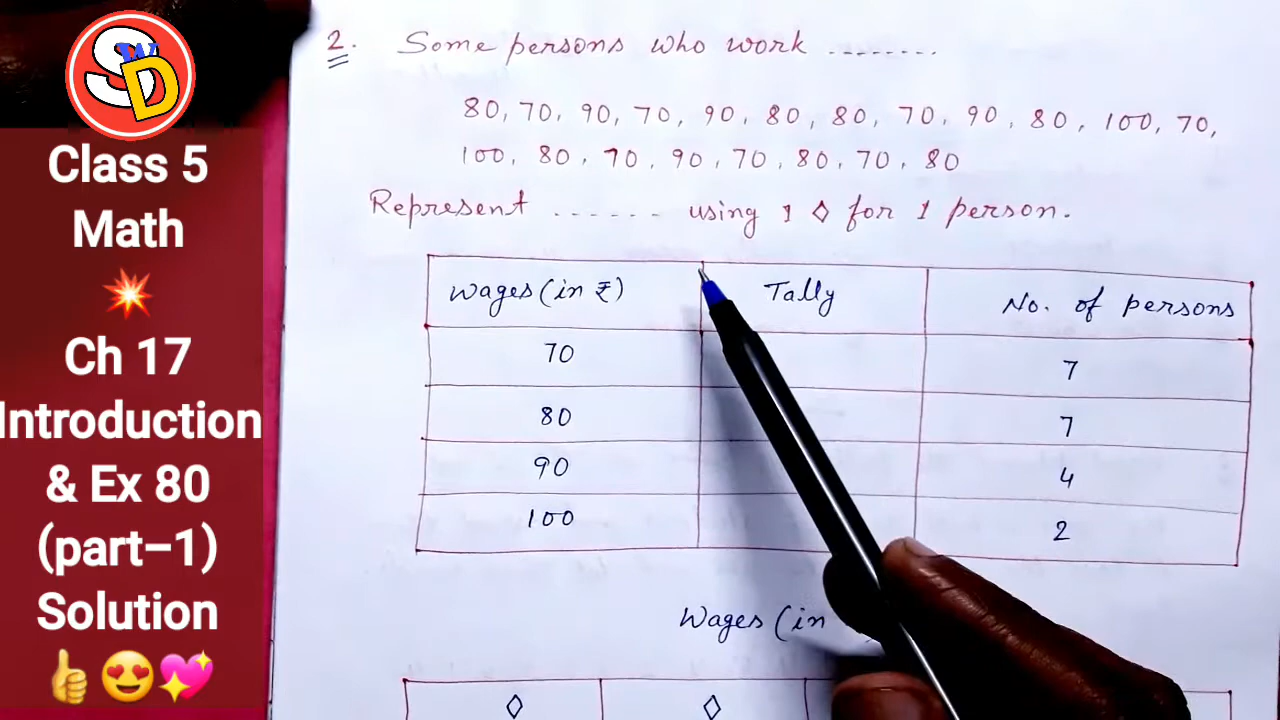 SWD
Class 5
Math
Ch 17
Introduction
& Ex 80
(part–1)
Solution
2. Some persons who work ........
80, 70, 90, 70, 90, 80, 80, 70, 90, 80, 100, 70,
100, 80, 70, 90, 70, 80, 70, 80
Represent ...... using 1 ◊ for 1 person.
Wages (in ₹) Tally No. of persons
70 7
80 7
90 4
100 2
Wages (in